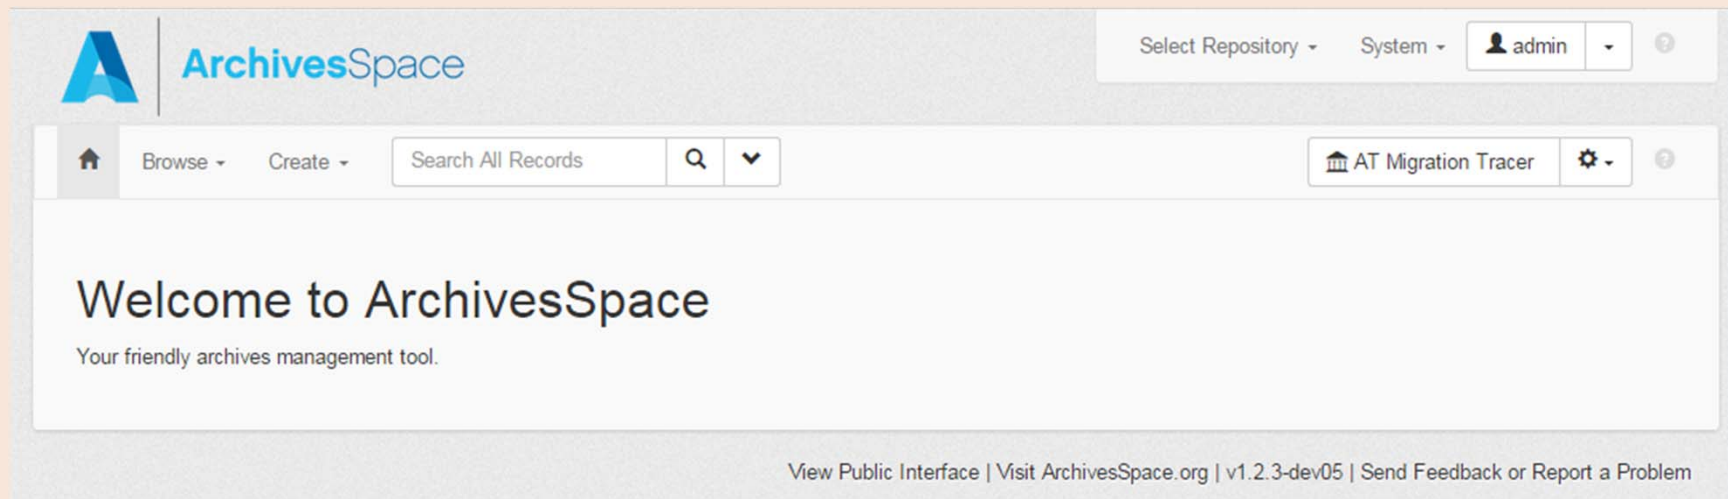 ArchivesSpace
Select Repository System admin
Browse Create Search All Records AT Migration Tracer
Welcome to ArchivesSpace
Your friendly archives management tool.
View Public Interface | Visit ArchivesSpace.org | v1.2.3-dev05 | Send Feedback or Report a Problem